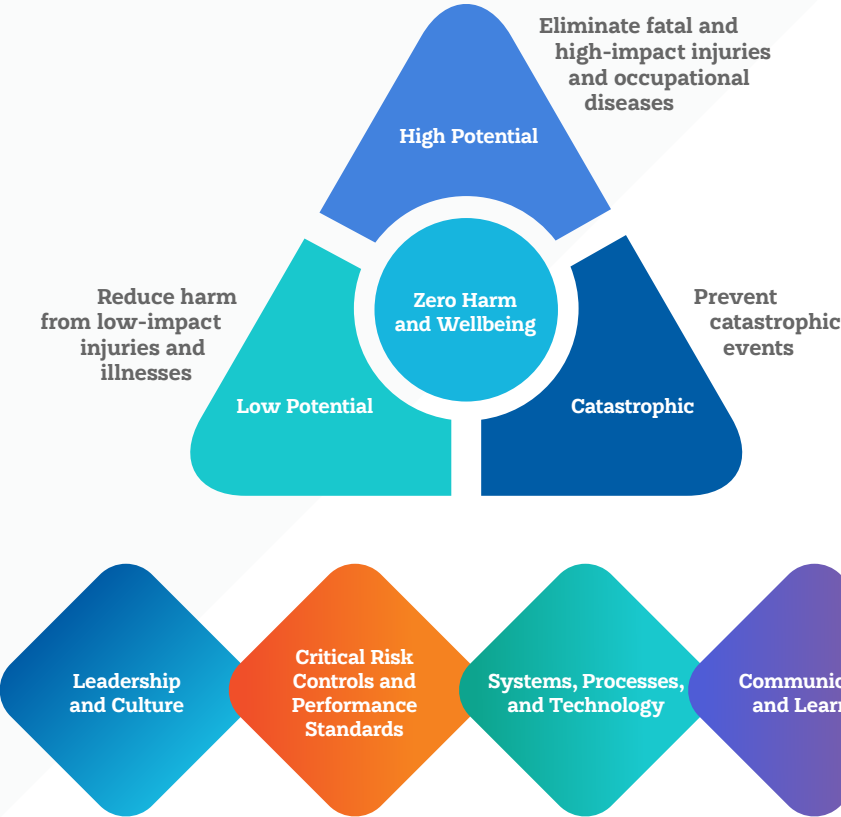 Eliminate fatal and
high-impact injuries
and occupational
diseases
High Potential
Reduce harm
from low-impact
injuries and
illnesses
Zero Harm
and Wellbeing
Prevent
catastrophic
events
Low Potential
Catastrophic
Leadership
and Culture
Critical Risk
Controls and
Performance
Standards
Systems, Processes,
and Technology
and